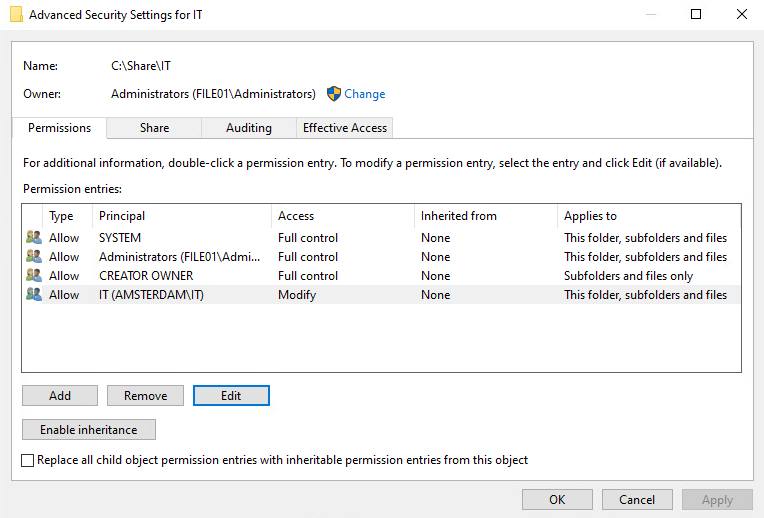 Advanced Security Settings for IT
Name: C:\Share\IT
Owner: Administrators (FILE01\Administrators) Change
Permissions Share Auditing Effective Access
For additional information, double-click a permission entry. To modify a permission entry, select the entry and click Edit (if available).
Permission entries:
Type Principal Access Inherited from Applies to
Allow SYSTEM Full control None This folder, subfolders and files
Allow Administrators (FILE01\Admi... Full control None This folder, subfolders and files
Allow CREATOR OWNER Full control None Subfolders and files only
Allow IT (AMSTERDAM\IT) Modify None This folder, subfolders and files
Add Remove Edit
Enable inheritance
Replace all child object permission entries with inheritable permission entries from this object
OK Cancel Apply